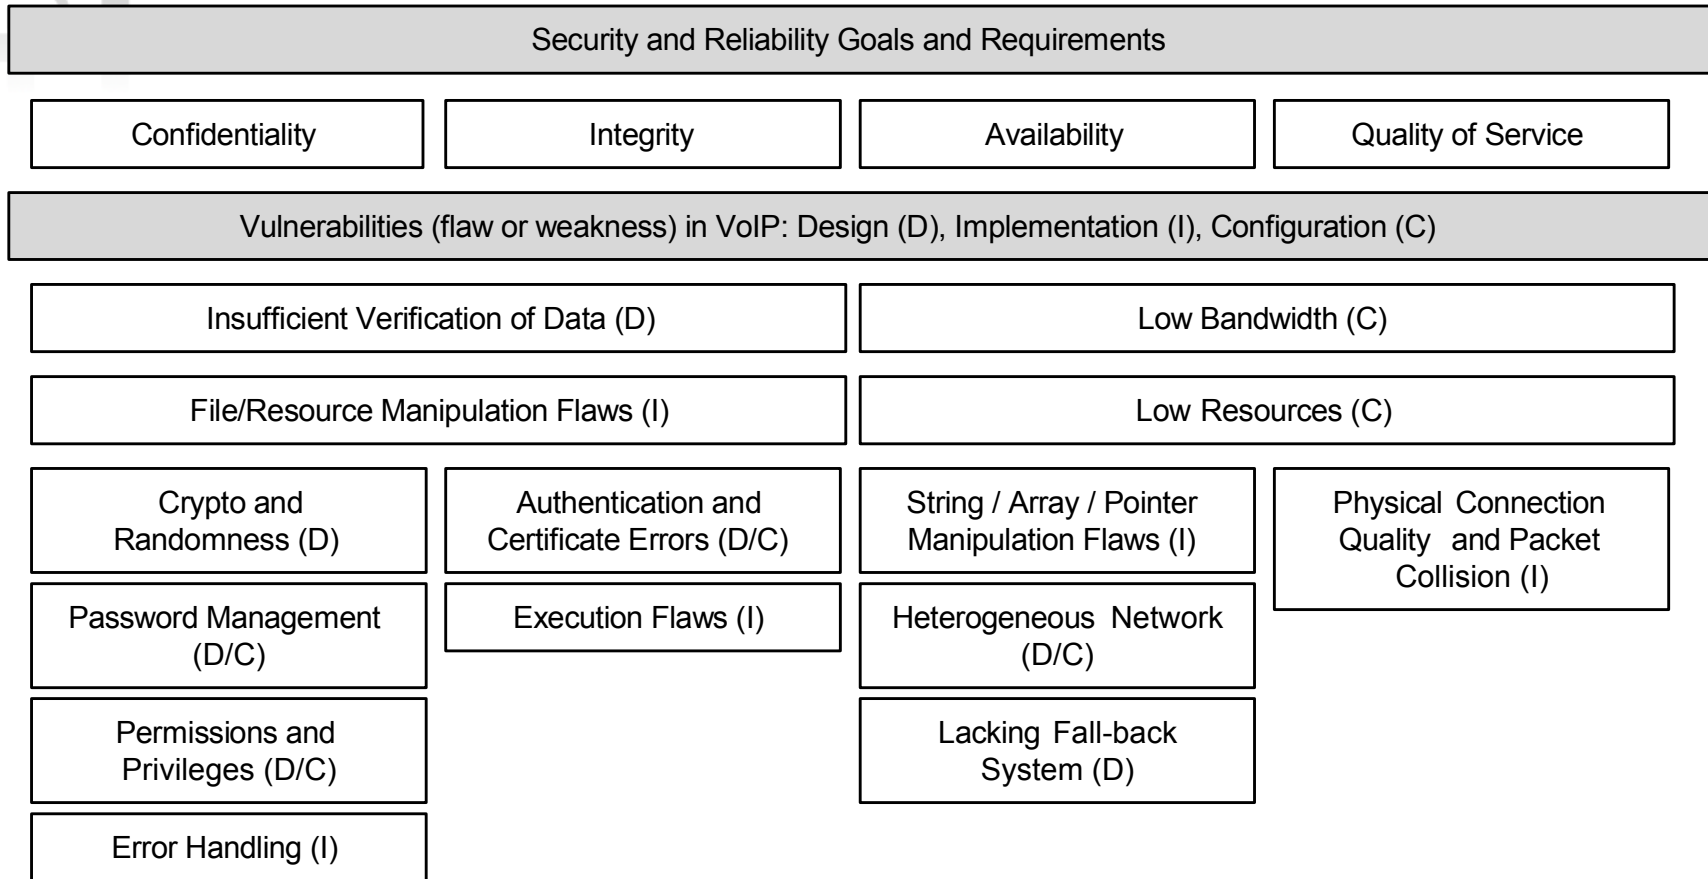 Security and Reliability Goals and Requirements
Confidentiality
Integrity
Availability
Quality of Service
Vulnerabilities (flaw or weakness) in VoIP: Design (D), Implementation (I), Configuration (C)
Insufficient Verification of Data (D)
Low Bandwidth (C)
File/Resource Manipulation Flaws (I)
Low Resources (C)
Crypto and
Randomness (D)
Authentication and
Certificate Errors (D/C)
String / Array / Pointer
Manipulation Flaws (I)
Physical Connection
Quality and Packet
Collision (I)
Password Management
(D/C)
Execution Flaws (I)
Heterogeneous Network
(D/C)
Permissions and
Privileges (D/C)
Lacking Fall-back
System (D)
Error Handling (I)